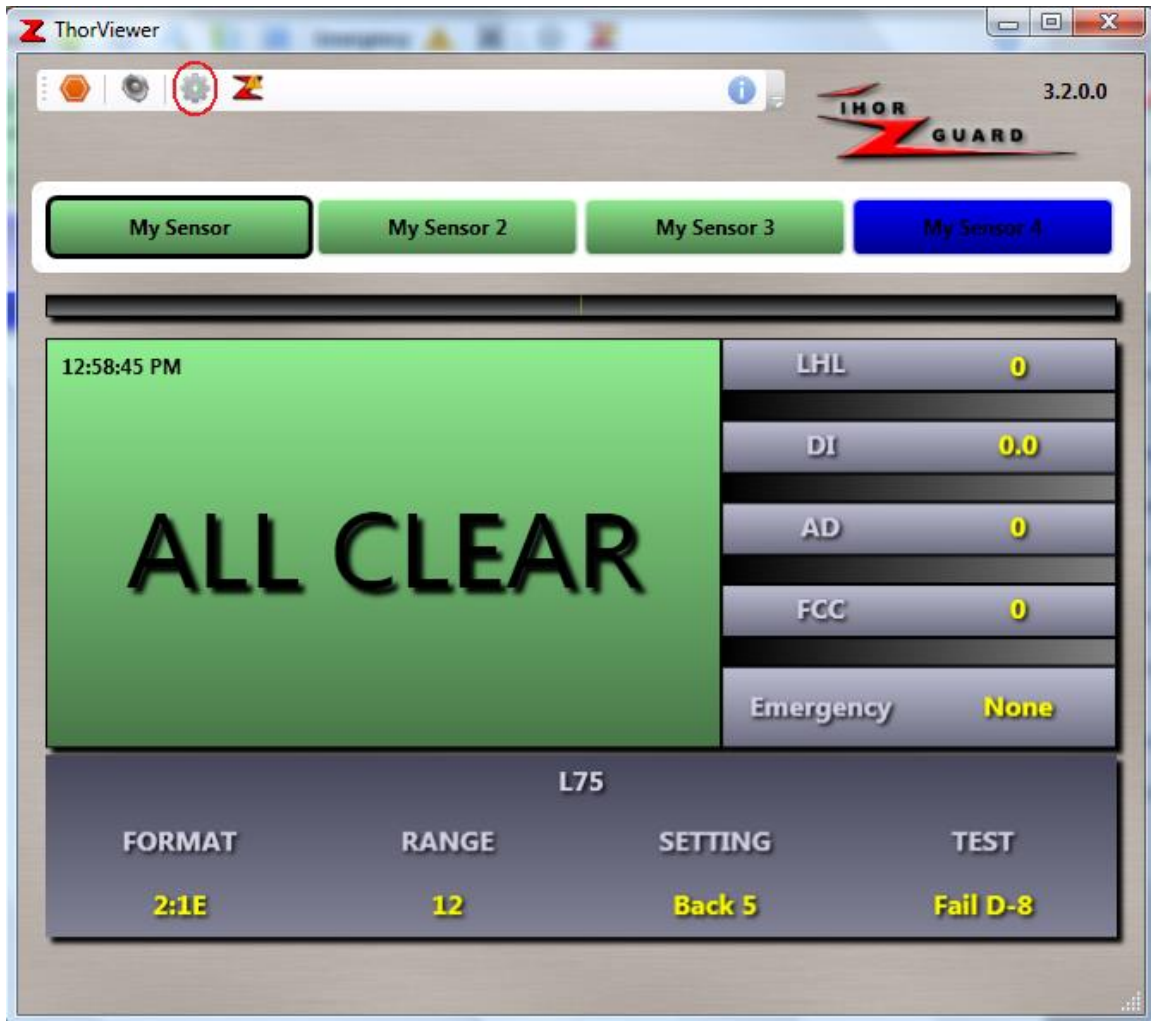 ThorViewer
3.2.0.0
THOR
GUARD
My Sensor My Sensor 2 My Sensor 3 My Sensor 4
12:58:45 PM
ALL CLEAR
LHL 0
DI 0.0
AD 0
FCC 0
Emergency None
L75
FORMAT RANGE SETTING TEST
2:1E 12 Back 5 Fail D-8